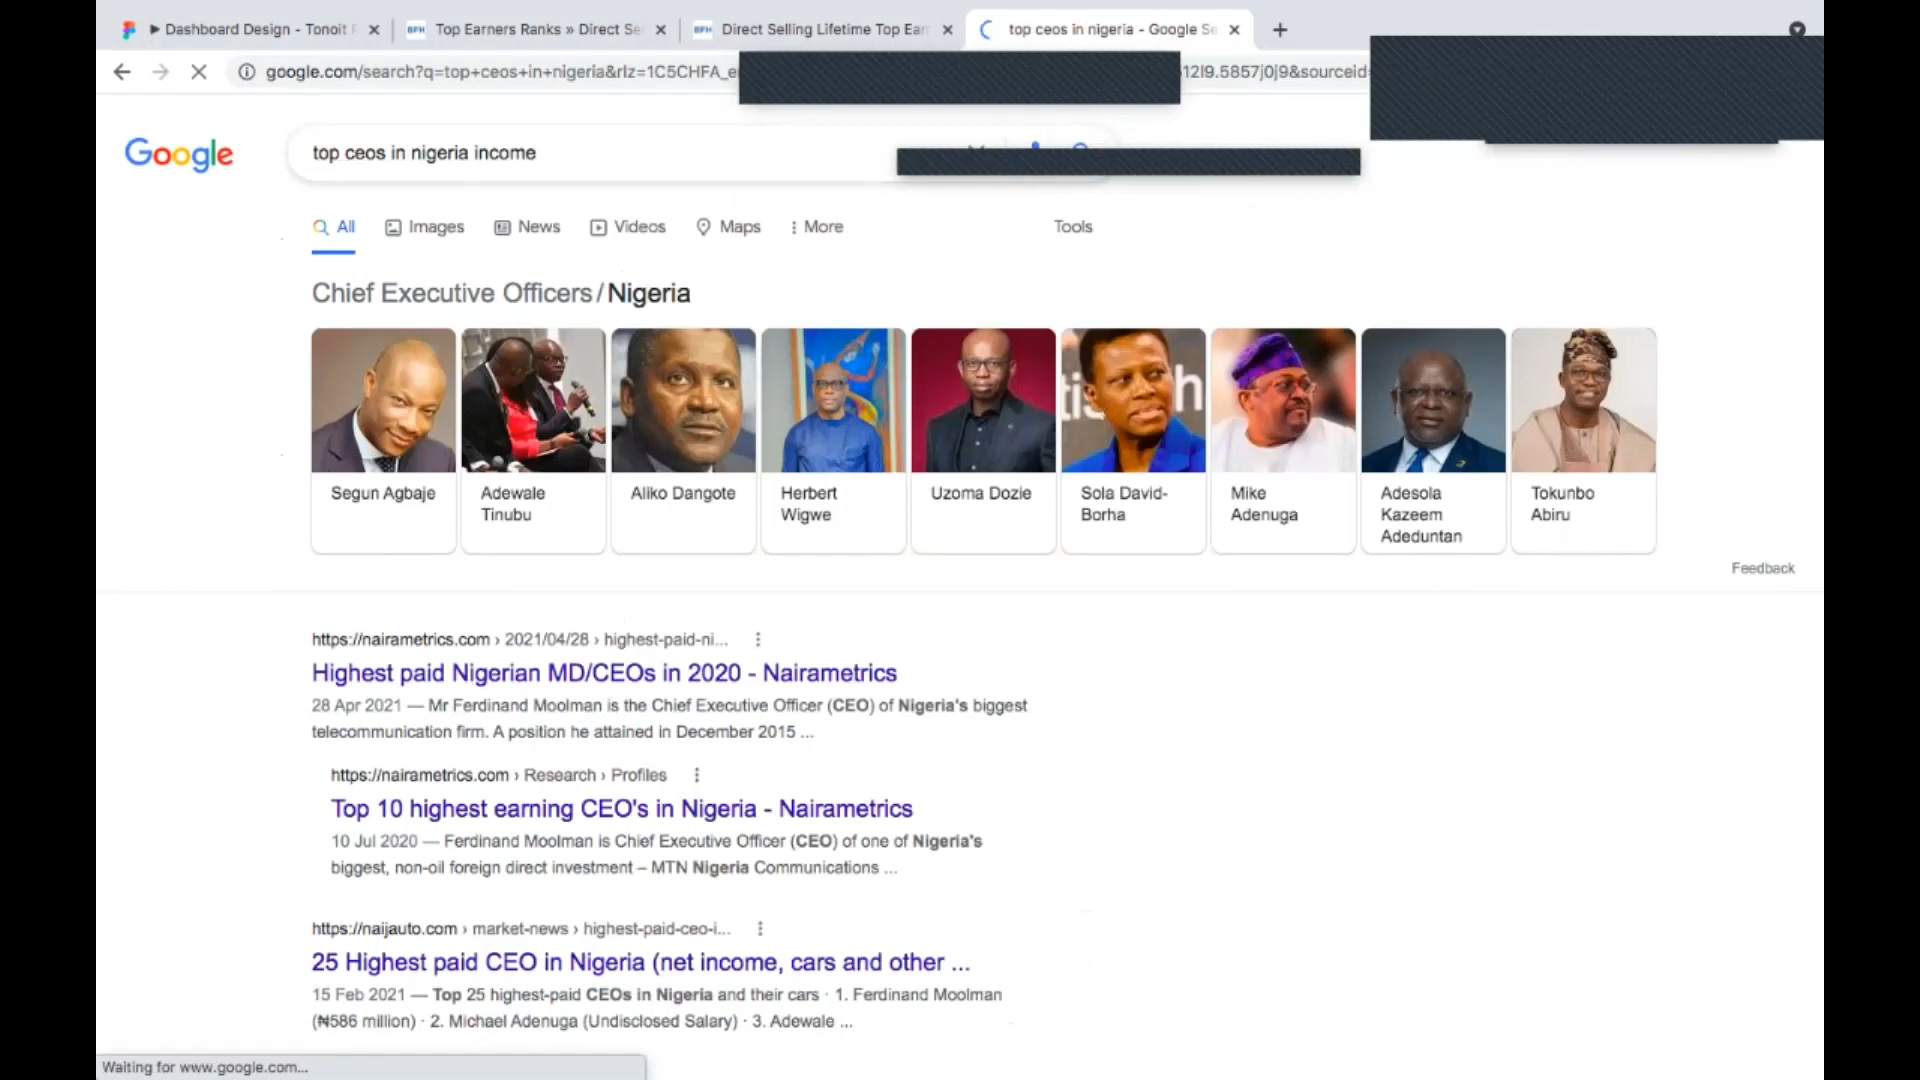 ▶ Dashboard Design - Tonoit
BFH Top Earners Ranks » Direct Se
BFH Direct Selling Lifetime Top Ear
top ceos in nigeria - Google Se
google.com/search?q=top+ceos+in+nigeria&rlz=1C5CHFA_e
12l9.5857j0j9&sourceid=
Google
top ceos in nigeria income
All Images News Videos Maps More Tools
Chief Executive Officers / Nigeria
Segun Agbaje
Adewale
Tinubu
Aliko Dangote
Herbert
Wigwe
Uzoma Dozie
Sola David-
Borha
Mike
Adenuga
Adesola
Kazeem
Adeduntan
Tokunbo
Abiru
Feedback
https://nairametrics.com › 2021/04/28 › highest-paid-ni...
Highest paid Nigerian MD/CEOs in 2020 - Nairametrics
28 Apr 2021 — Mr Ferdinand Moolman is the Chief Executive Officer (CEO) of Nigeria's biggest
telecommunication firm. A position he attained in December 2015 ...
https://nairametrics.com › Research › Profiles
Top 10 highest earning CEO's in Nigeria - Nairametrics
10 Jul 2020 — Ferdinand Moolman is Chief Executive Officer (CEO) of one of Nigeria's
biggest, non-oil foreign direct investment – MTN Nigeria Communications ...
https://naijauto.com › market-news › highest-paid-ceo-i...
25 Highest paid CEO in Nigeria (net income, cars and other ...
15 Feb 2021 — Top 25 highest-paid CEOs in Nigeria and their cars · 1. Ferdinand Moolman
(₦586 million) · 2. Michael Adenuga (Undisclosed Salary) · 3. Adewale ...
Waiting for www.google.com...